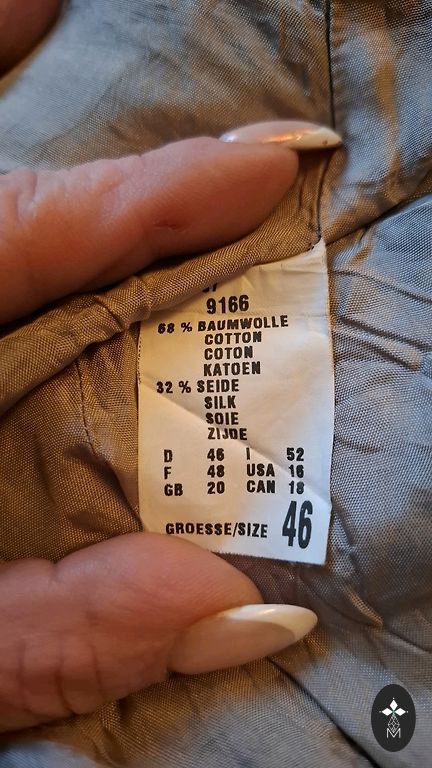 9166
68 % BAUMWOLLE
COTTON
COTON
KATOEN
32 % SEIDE
SILK
SOIE
ZIJDE
D 46 I 52
F 48 USA 16
GB 20 CAN 18
GROESSE/SIZE 46
M